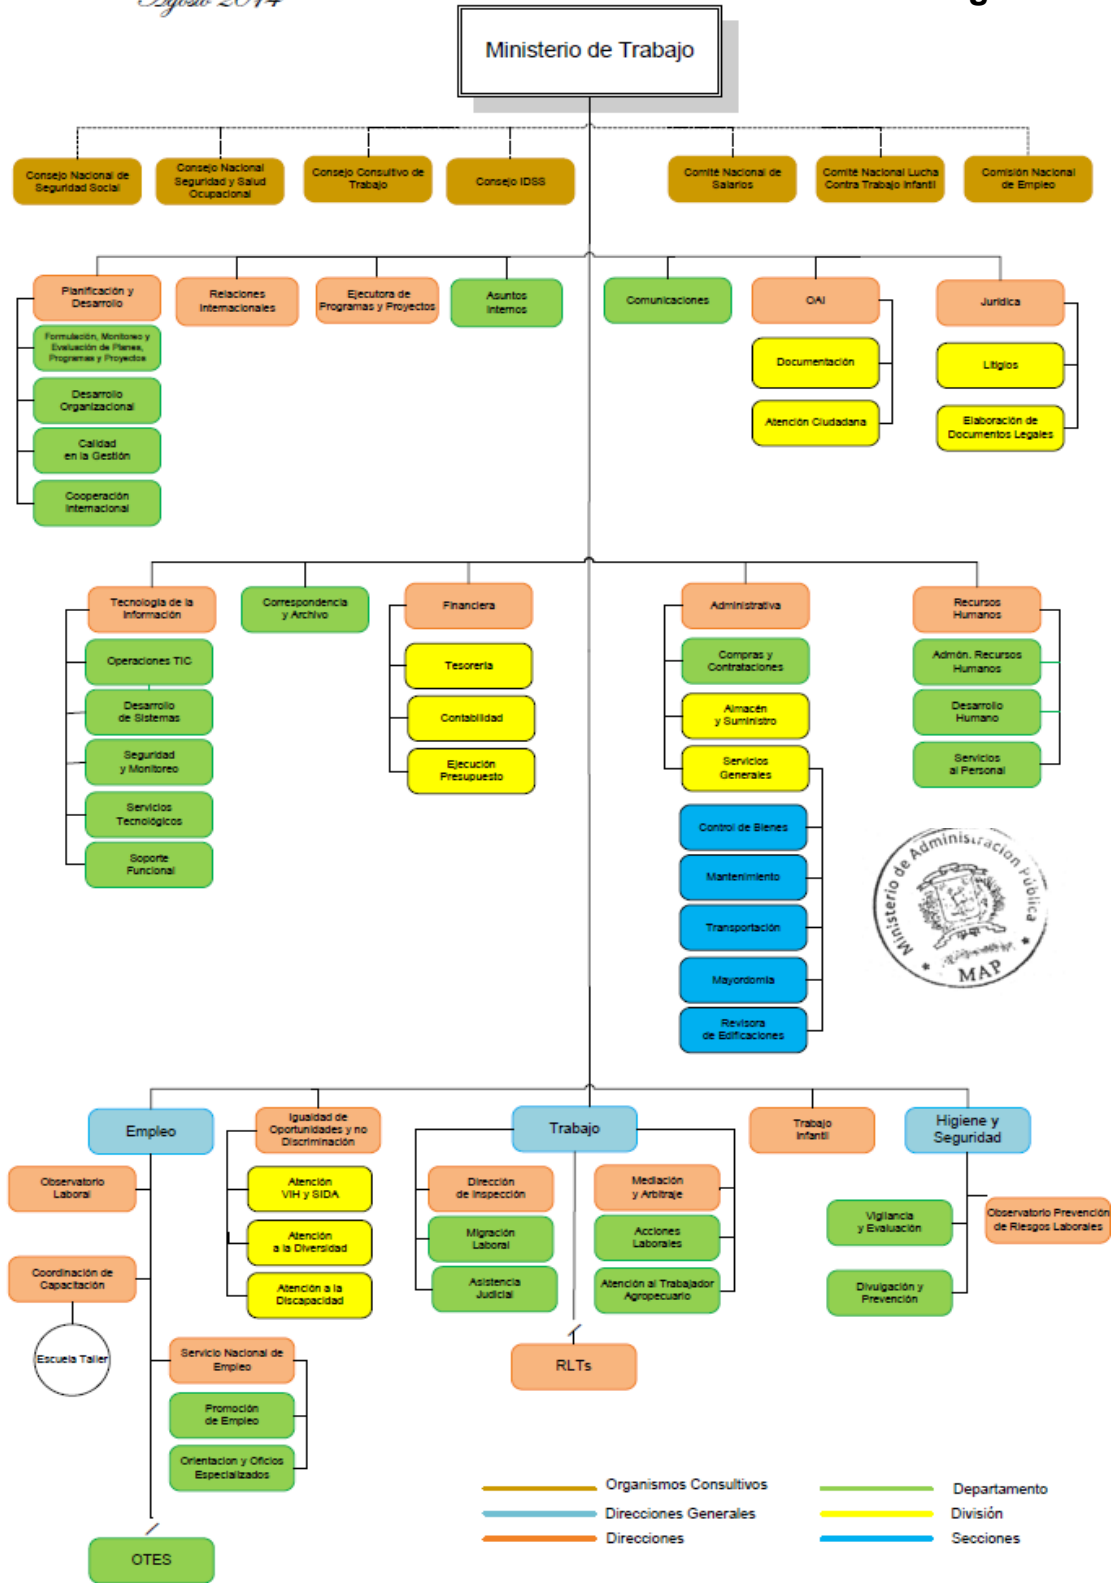 Agosto 2014
Ministerio de Trabajo
Consejo Nacional de
Seguridad Social
Consejo Nacional
Seguridad y Salud
Ocupacional
Consejo Consultivo de
Trabajo
Consejo IDSS
Comité Nacional de
Salarios
Comité Nacional Lucha
Contra Trabajo Infantil
Comisión Nacional
de Empleo
Planificación y
Desarrollo
Relaciones
Internacionales
Ejecutora de
Programas y Proyectos
Asuntos
Internos
Comunicaciones
OAI
Jurídica
Formulación, Monitoreo y
Evaluación de Planes,
Programas y Proyectos
Desarrollo
Organizacional
Calidad
en la Gestión
Cooperación
Internacional
Documentación
Atención Ciudadana
Litigios
Elaboración de
Documentos Legales
Tecnología de la
Información
Correspondencia
y Archivo
Financiera
Administrativa
Recursos
Humanos
Operaciones TIC
Desarrollo
de Sistemas
Seguridad
y Monitoreo
Servicios
Tecnológicos
Soporte
Funcional
Tesorería
Contabilidad
Ejecución
Presupuesto
Compras y
Contrataciones
Almacén
y Suministro
Servicios
Generales
Control de Bienes
Mantenimiento
Transportación
Mayordomía
Revisora
de Edificaciones
Admón. Recursos
Humanos
Desarrollo
Humano
Servicios
al Personal
Ministerio de Administración Pública
MAP
Empleo
Igualdad de
Oportunidades y no
Discriminación
Trabajo
Trabajo
Infantil
Higiene y
Seguridad
Observatorio
Laboral
Coordinación de
Capacitación
Escuela Taller
Atención
VIH y SIDA
Atención
a la Diversidad
Atención a la
Discapacidad
Servicio Nacional de
Empleo
Promoción
de Empleo
Orientacion y Oficios
Especializados
OTES
Dirección
de Inspección
Migración
Laboral
Asistencia
Judicial
Mediación
y Arbitraje
Acciones
Laborales
Atención al Trabajador
Agropecuario
RLTs
Vigilancia
y Evaluación
Divulgación y
Prevención
Observatorio Prevención
de Riesgos Laborales
Organismos Consultivos
Direcciones Generales
Direcciones
Departamento
División
Secciones